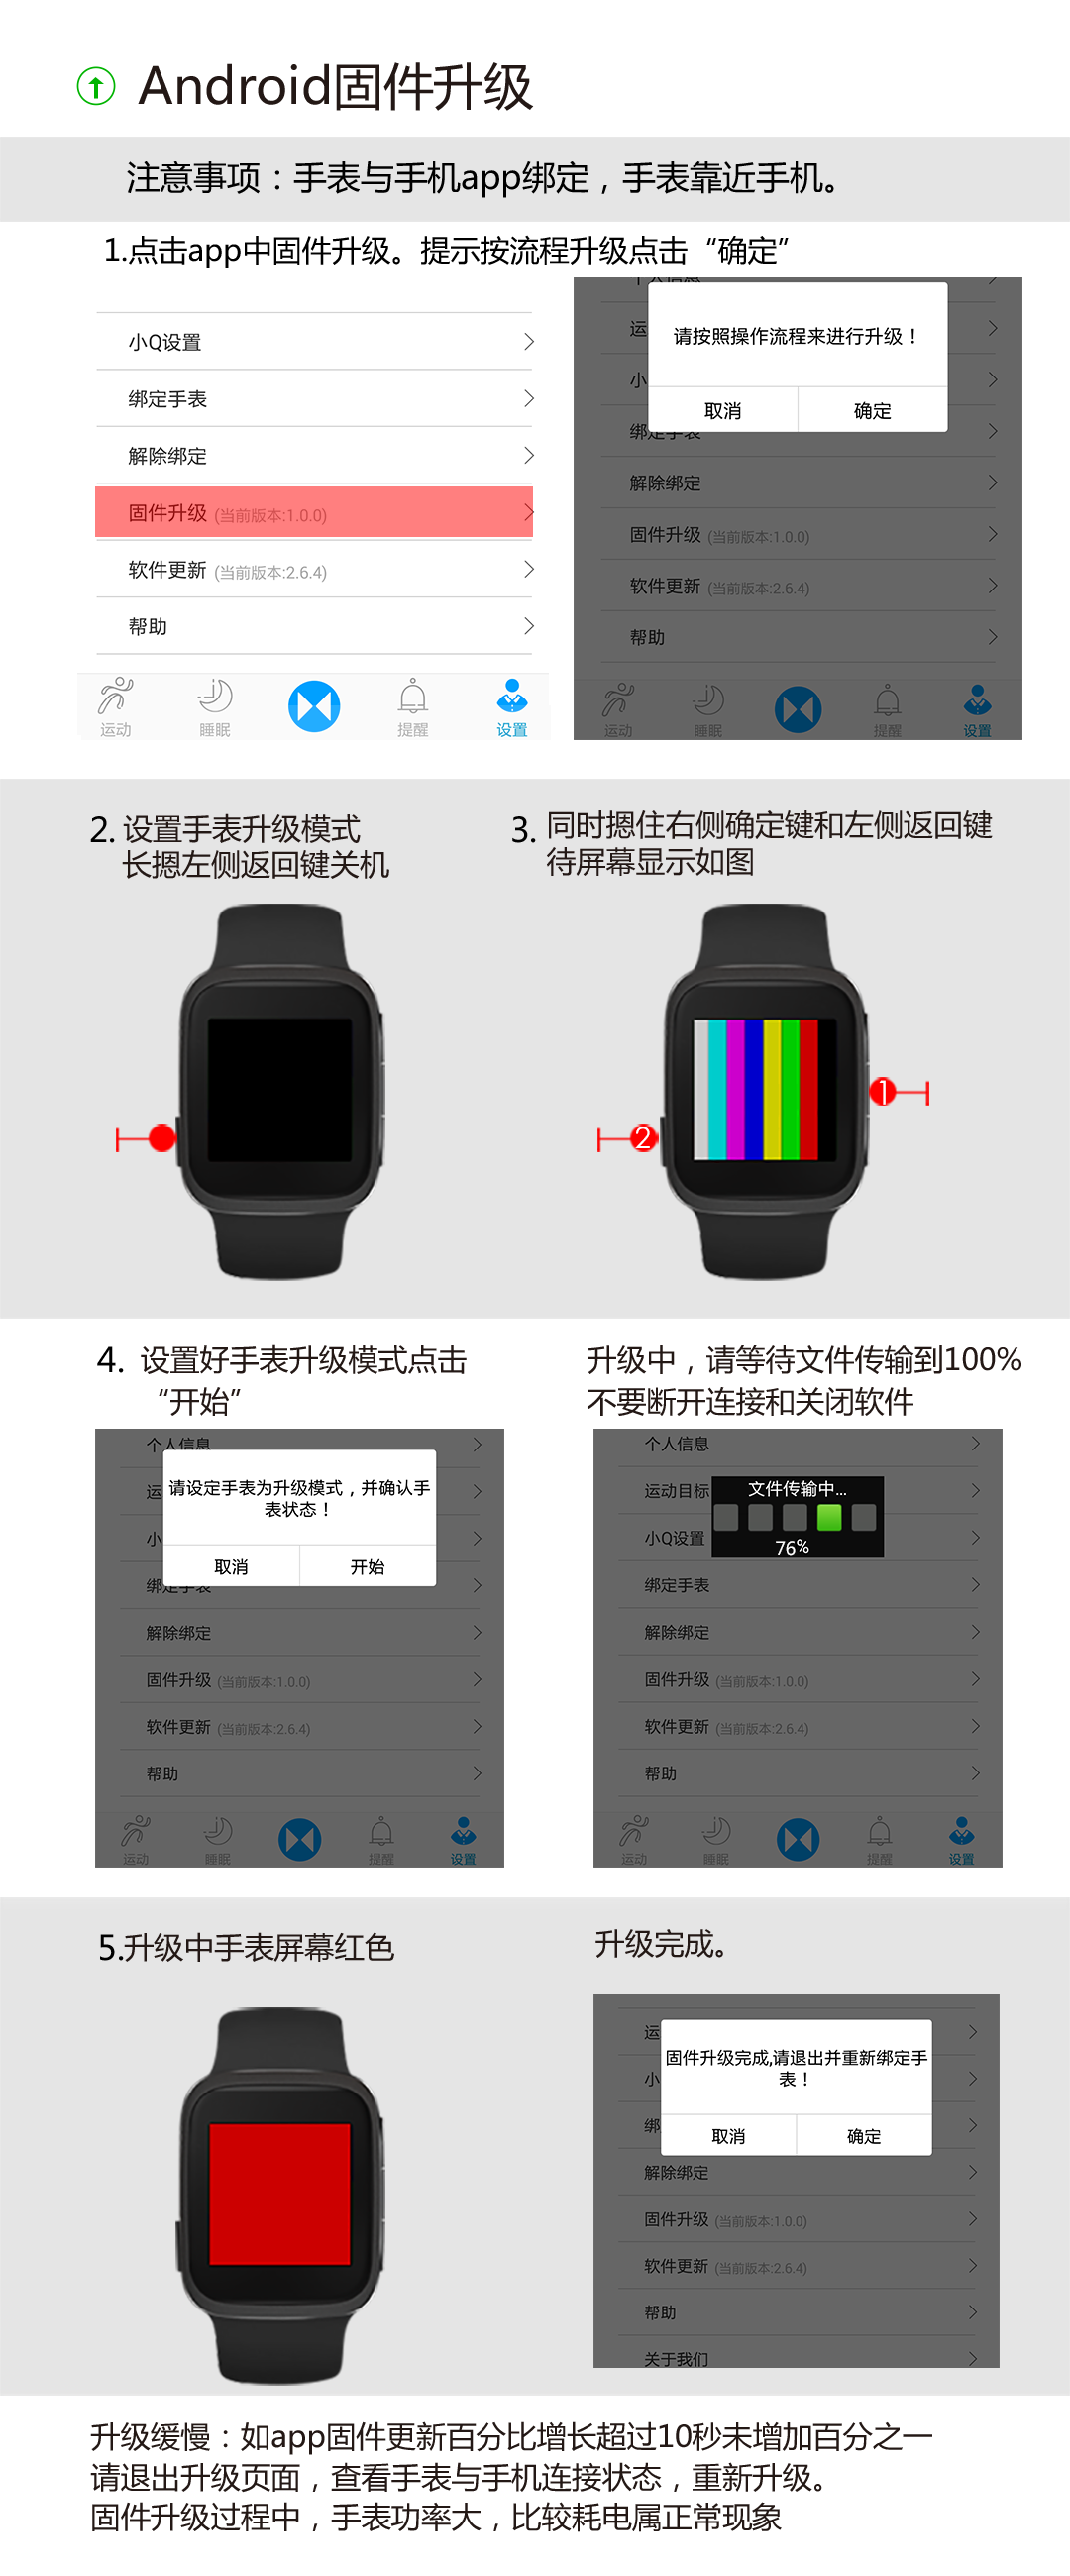 Android固件升级
注意事项：手表与手机app绑定，手表靠近手机。
1.点击app中固件升级。提示按流程升级点击“确定”
小Q设置
绑定手表
解除绑定
固件升级 (当前版本:1.0.0)
软件更新 (当前版本:2.6.4)
帮助
运动 睡眠 提醒 设置
个人信息
请按照操作流程来进行升级！
运
小
取消 确定
绑定手表
解除绑定
固件升级 (当前版本:1.0.0)
软件更新 (当前版本:2.6.4)
帮助
运动 睡眠 提醒 设置
2. 设置手表升级模式
长摁左侧返回键关机
3. 同时摁住右侧确定键和左侧返回键
待屏幕显示如图
1
2
4. 设置好手表升级模式点击
“开始”
个人信息
请设定手表为升级模式，并确认手
表状态！
运
小
取消 开始
绑定手表
解除绑定
固件升级 (当前版本:1.0.0)
软件更新 (当前版本:2.6.4)
帮助
运动 睡眠 提醒 设置
升级中，请等待文件传输到100%
不要断开连接和关闭软件
个人信息
运动目标
文件传输中...
小Q设置
76%
绑定手表
解除绑定
固件升级 (当前版本:1.0.0)
软件更新 (当前版本:2.6.4)
帮助
运动 睡眠 提醒 设置
5.升级中手表屏幕红色
升级完成。
运
固件升级完成,请退出并重新绑定手
表！
小
绑
取消 确定
解除绑定
固件升级 (当前版本:1.0.0)
软件更新 (当前版本:2.6.4)
帮助
关于我们
升级缓慢：如app固件更新百分比增长超过10秒未增加百分之一
请退出升级页面，查看手表与手机连接状态，重新升级。
固件升级过程中，手表功率大，比较耗电属正常现象